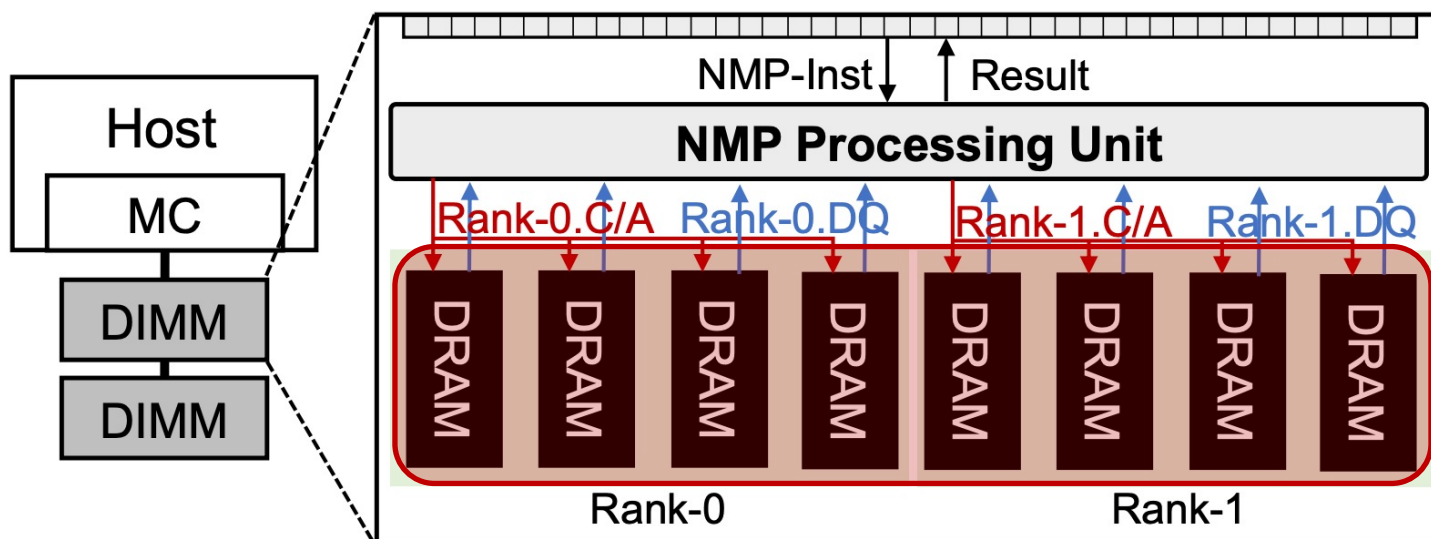 Host
MC
DIMM
DIMM
NMP-Inst
Result
NMP Processing Unit
Rank-0.C/A
Rank-0.DQ
Rank-1.C/A
Rank-1.DQ
DRAM
DRAM
DRAM
DRAM
DRAM
DRAM
DRAM
DRAM
Rank-0
Rank-1